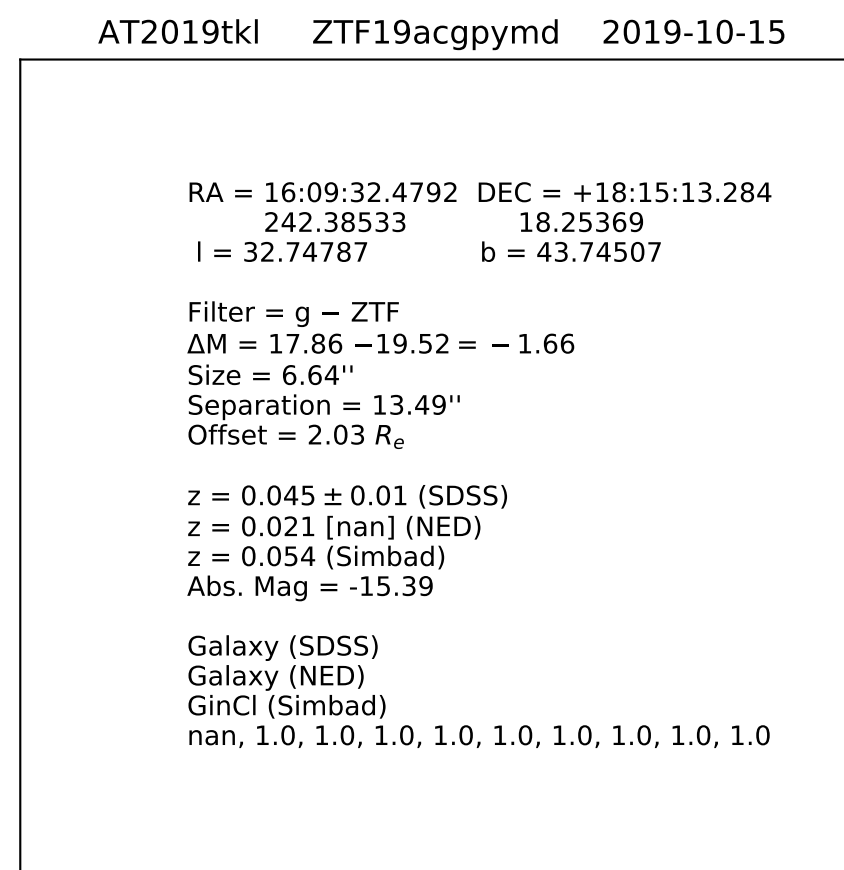 AT2019tkl ZTF19acgpymd 2019-10-15
RA = 16:09:32.4792 DEC = +18:15:13.284
242.38533 18.25369
l = 32.74787 b = 43.74507
Filter = g − ZTF
ΔM = 17.86 −19.52 = − 1.66
Size = 6.64''
Separation = 13.49''
Offset = 2.03 Re
z = 0.045 ± 0.01 (SDSS)
z = 0.021 [nan] (NED)
z = 0.054 (Simbad)
Abs. Mag = -15.39
Galaxy (SDSS)
Galaxy (NED)
GinCl (Simbad)
nan, 1.0, 1.0, 1.0, 1.0, 1.0, 1.0, 1.0, 1.0, 1.0